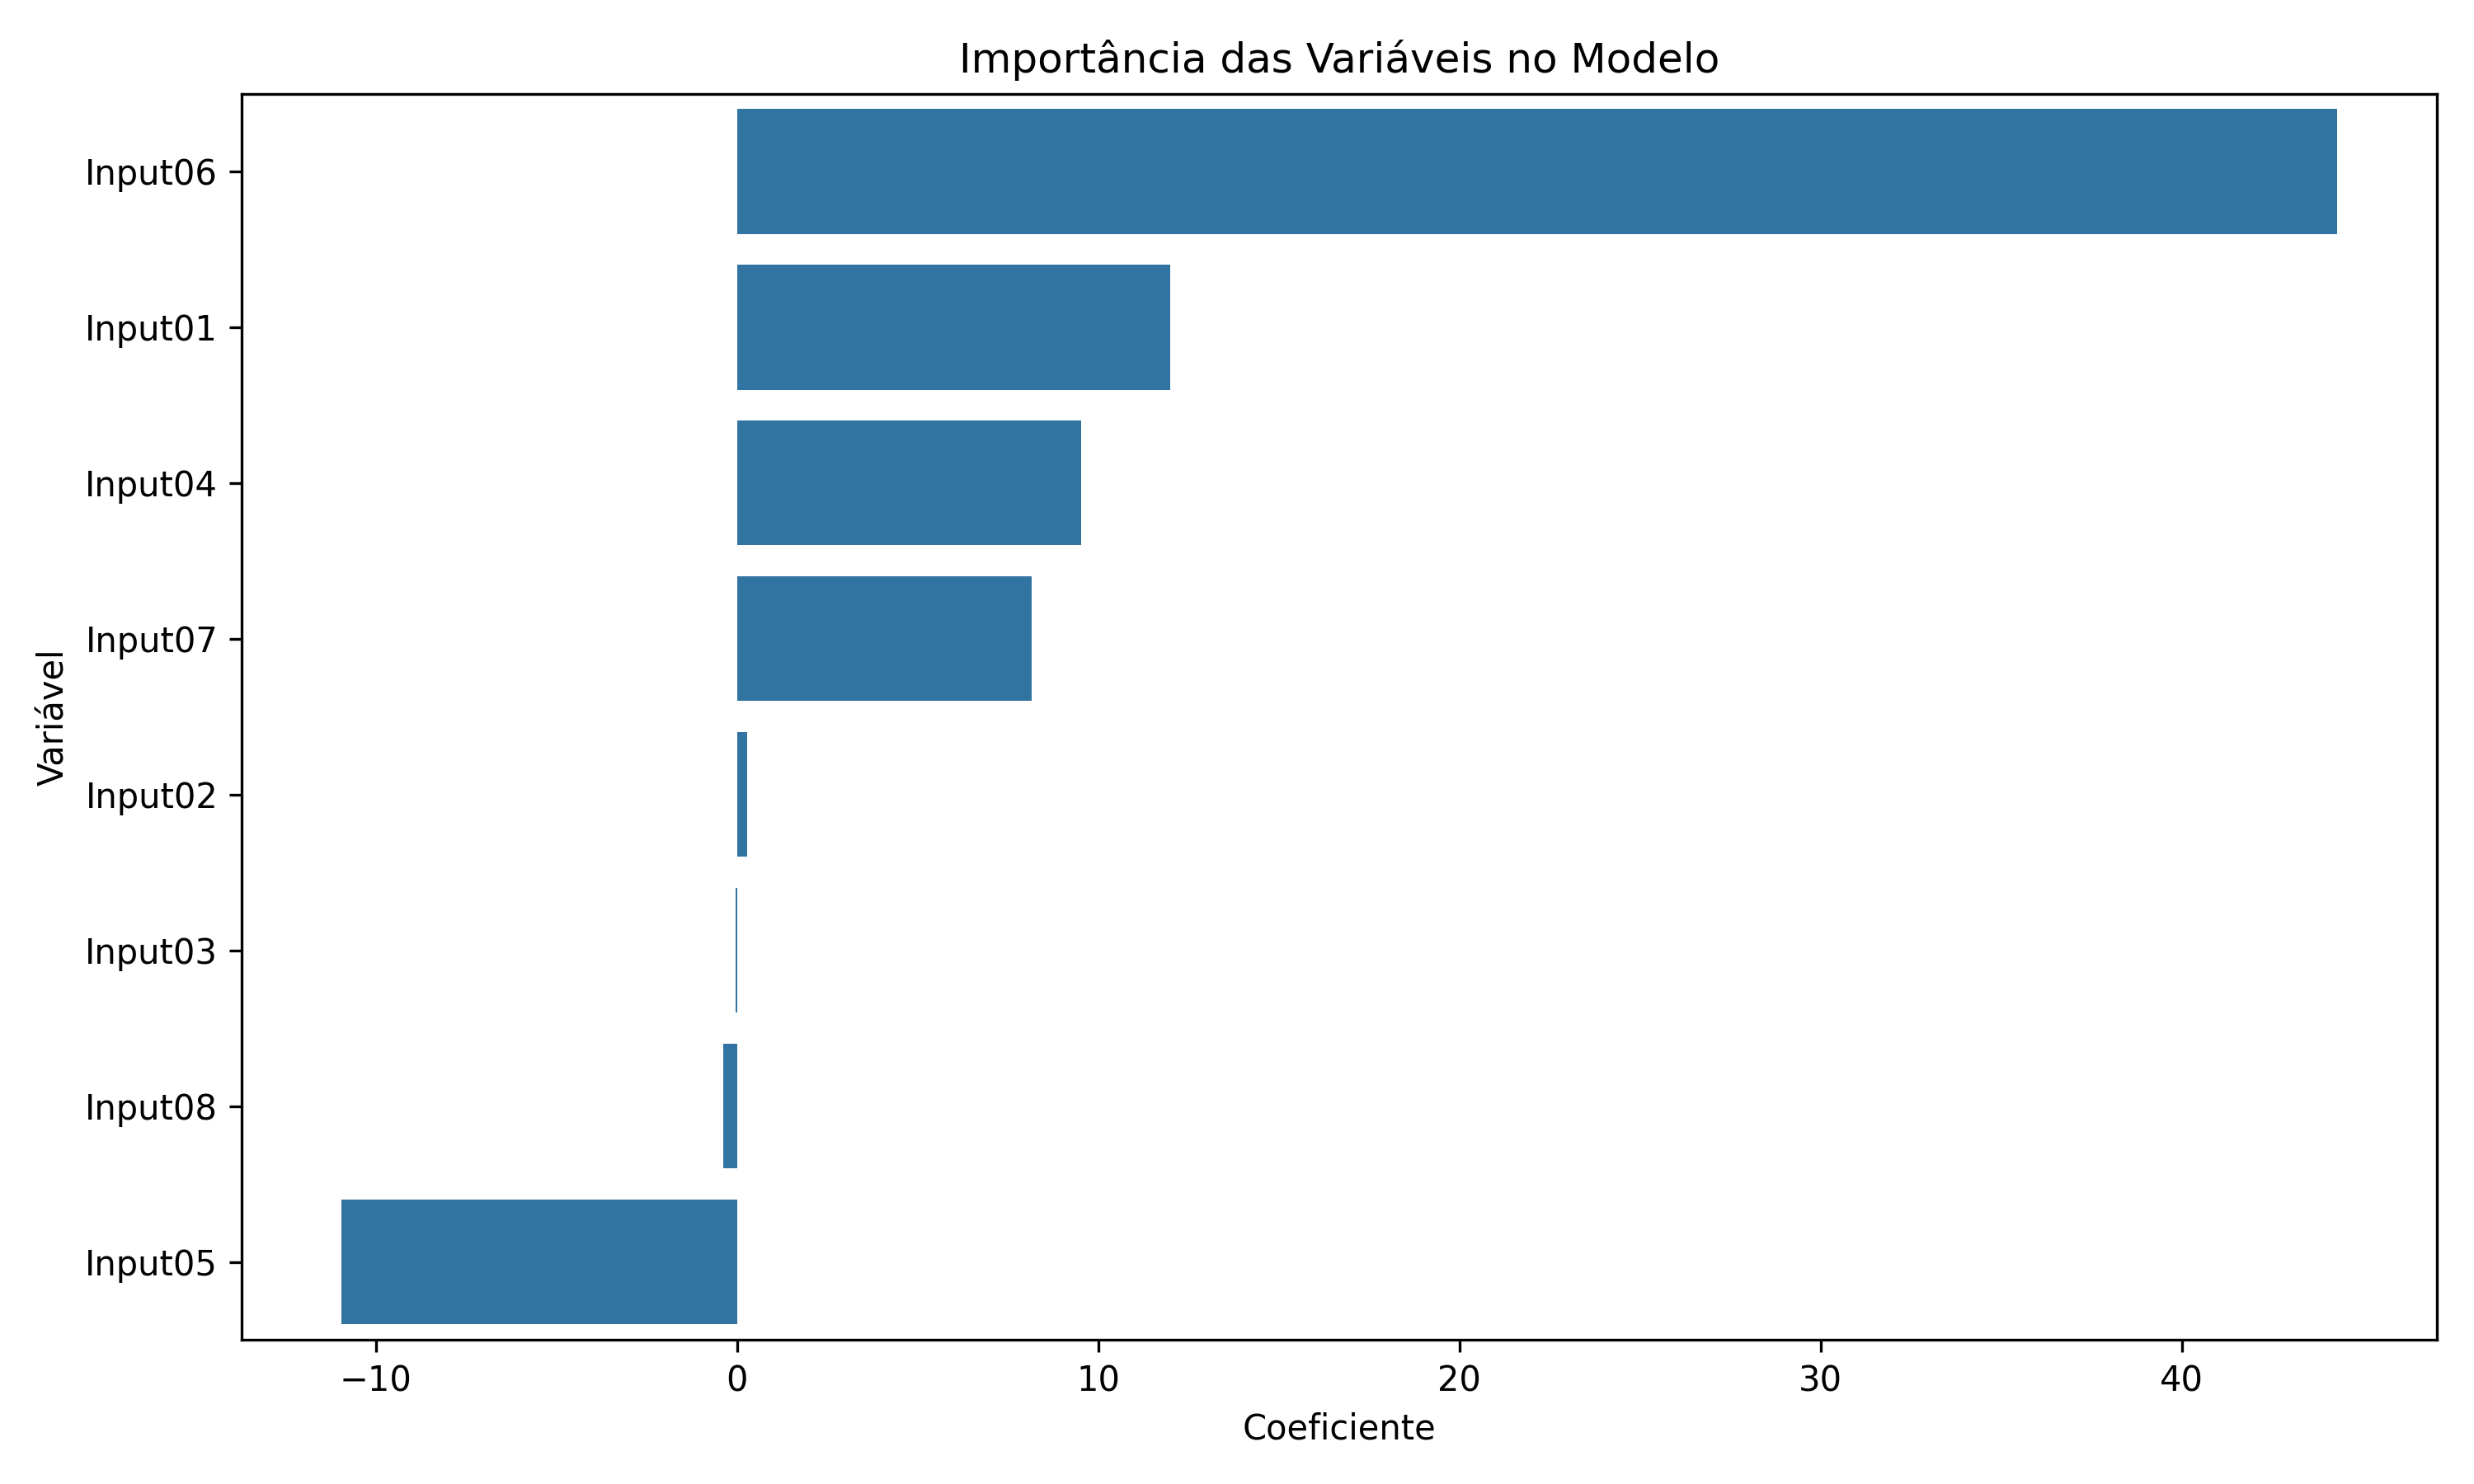 Importância das Variáveis no Modelo
Variável
Input06
Input01
Input04
Input07
Input02
Input03
Input08
Input05
−10 0 10 20 30 40
Coeficiente